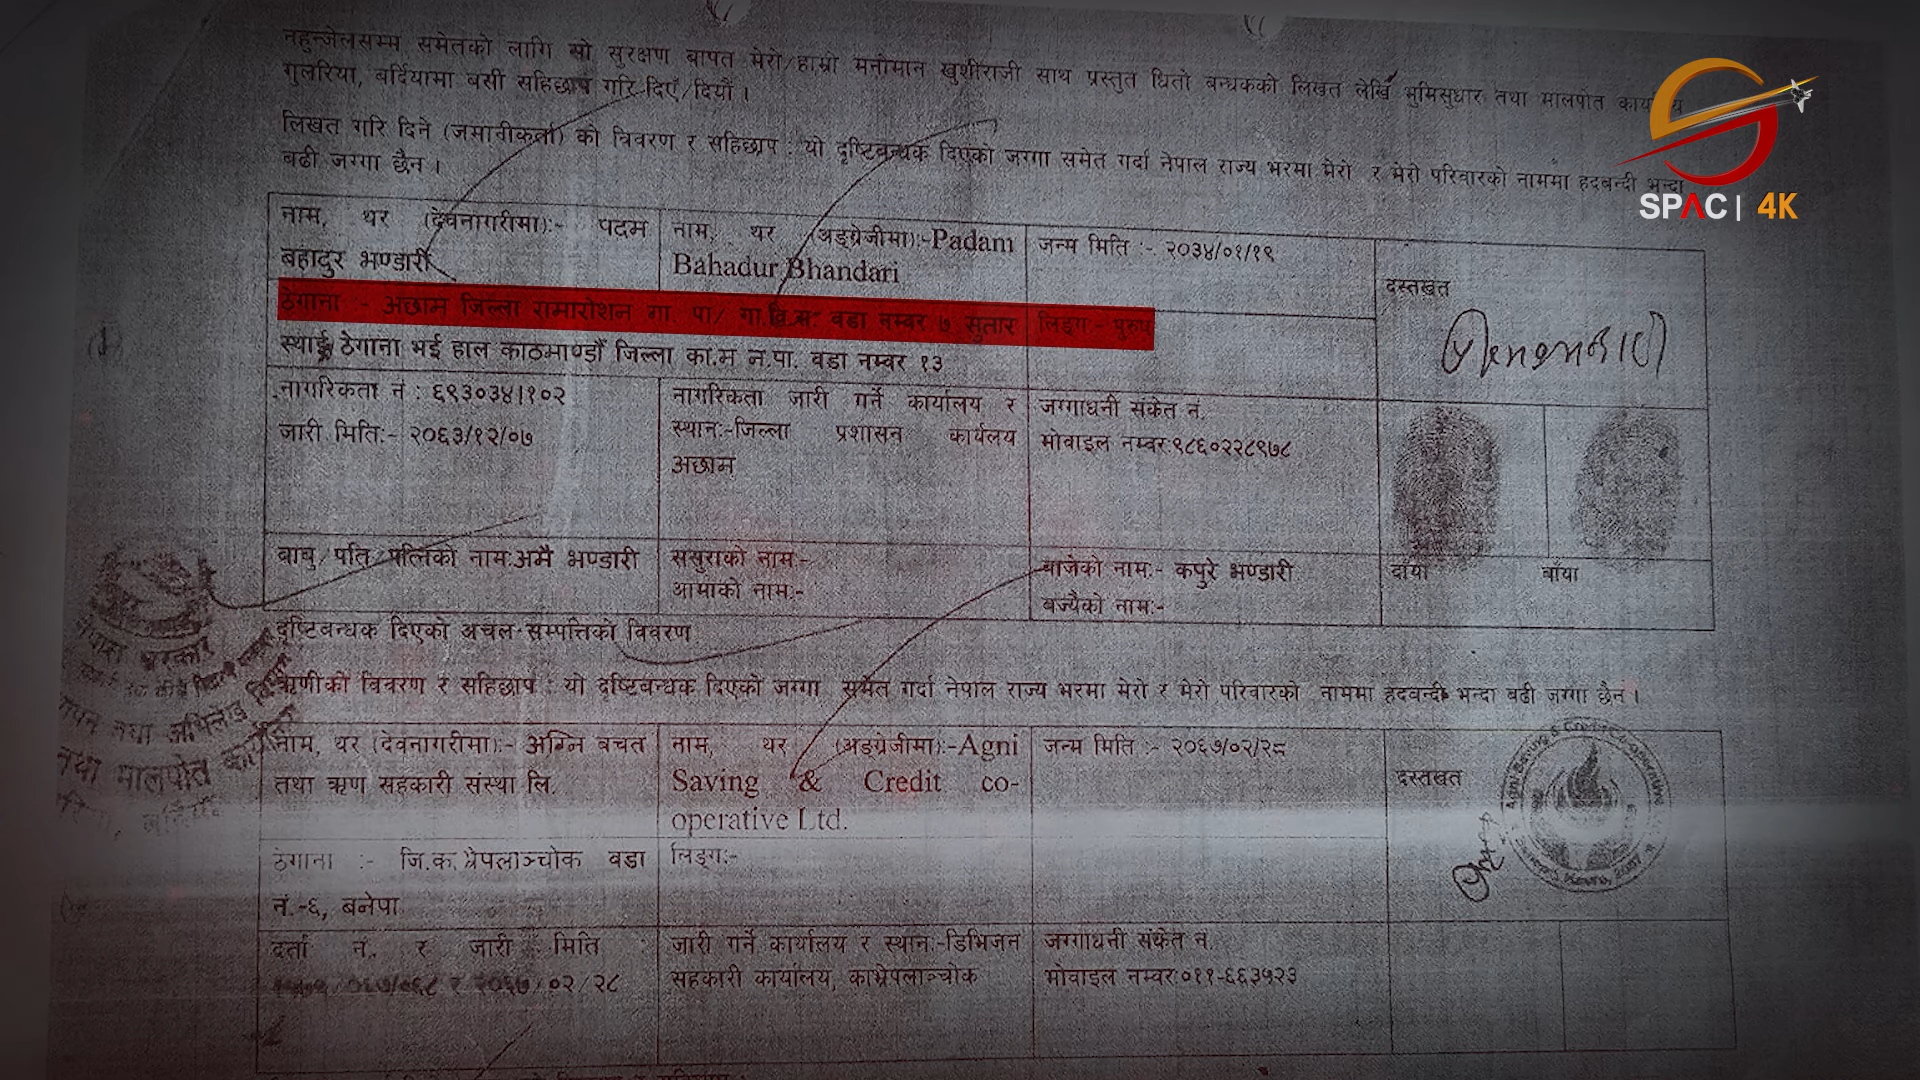 नहुन्जेलसम्म समेतको लागि सो सुरक्षण बापत मेरो/हाम्रो मनोमान खुशीराजी साथ प्रस्तुत धितो बन्धकको लिखत लेखि भुमिसुधार तथा मालपोत कार्यालय
गुलरिया, बर्दियामा बसी सहिछाप गरि दिएँ/दियौं ।
लिखत गरि दिने (जमानीकर्ता) को विवरण र सहिछाप : यो दृष्टिबन्धक दिएको जग्गा समेत गर्दा नेपाल राज्य भरमा मेरो र मेरो परिवारको नाममा हदबन्दी भन्दा
बढी जग्गा छैन ।
SPAC| 4K
नाम, थर (देवनागरीमा):- पदम
बहादुर भण्डारी
नाम, थर (अङ्ग्रेजीमा):-Padam
Bahadur Bhandari
जन्म मिति :- २०३४/०१/१९
दस्तखत
ठेगाना :- अछाम जिल्ला रामारोशन गा. पा/ गा.वि.स. वडा नम्बर ७ सुतार
लिङ्ग - पुरुष
स्थाई ठेगाना भई हाल काठमाण्डौँ जिल्ला का.म न.पा. वडा नम्बर १३
नागरिकता नं : ६९३०३४|१०२
जारी मिति:- २०६३/१२/०७
नागरिकता जारी गर्ने कार्यालय र
स्थान:-जिल्ला प्रशासन कार्यलय
अछाम
जग्गाधनी संकेत नं.
मोवाइल नम्बर:९८६०२२८९७८
बाबु/पति/पत्निको नाम:अमै भण्डारी
ससुराको नाम:-
आमाको नाम:-
बाजेको नाम:- कपुरे भण्डारी
बज्यैको नाम:-
दाँया
बाँया
दृष्टिबन्धक दिएको अचल सम्पत्तिको विवरण
ऋणीको विवरण र सहिछाप : यो दृष्टिबन्धक दिएको जग्गा समेत गर्दा नेपाल राज्य भरमा मेरो र मेरो परिवारको नाममा हदवन्दी भन्दा बढी जग्गा छैन ।
नाम, थर (देवनागरीमा):- अग्नि बचत
तथा ऋण सहकारी संस्था लि.
नाम, थर (अङ्ग्रेजीमा):-Agni
Saving & Credit co-
operative Ltd.
जन्म मिति :- २०६७/०२/२८
दस्तखत
ठेगाना :- जि.काभ्रेपलाञ्चोक वडा
नं.-६, बनेपा
लिङ्ग:-
दर्ता नं. र जारी मिति :
र २०६७/०२/२८
जारी गर्ने कार्यालय र स्थान:-डिभिजन
सहकारी कार्यालय, काभ्रेपलाञ्चोक
जग्गाधनी संकेत नं.
मोवाइल नम्बर:०११-६६३५२३
नेपाल सरकार
तथा मालपोत